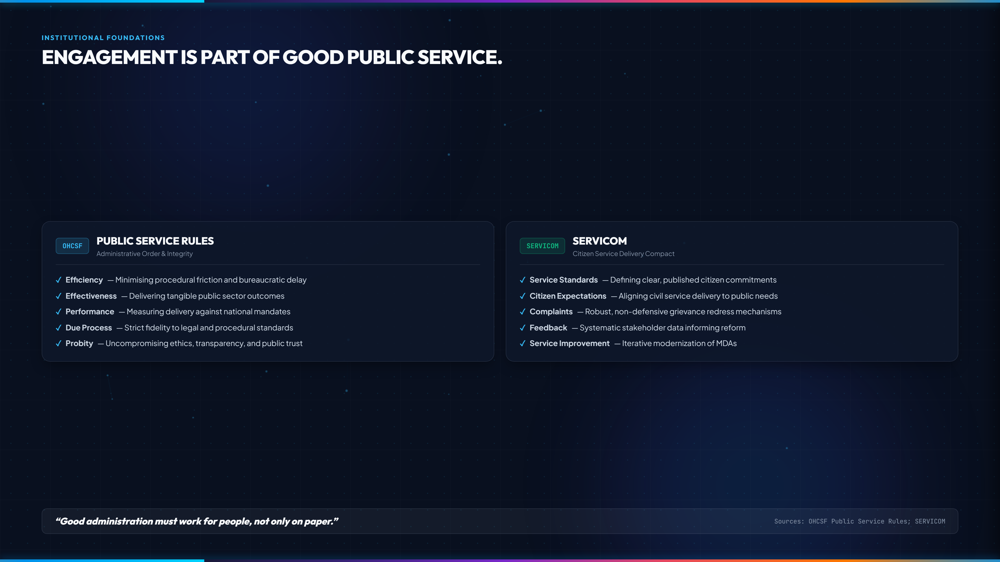 INSTITUTIONAL FOUNDATIONS
ENGAGEMENT IS PART OF GOOD PUBLIC SERVICE.
OHCSF
PUBLIC SERVICE RULES
Administrative Order & Integrity
✓ Efficiency — Minimising procedural friction and bureaucratic delay
✓ Effectiveness — Delivering tangible public sector outcomes
✓ Performance — Measuring delivery against national mandates
✓ Due Process — Strict fidelity to legal and procedural standards
✓ Probity — Uncompromising ethics, transparency, and public trust
SERVICOM
SERVICOM
Citizen Service Delivery Compact
✓ Service Standards — Defining clear, published citizen commitments
✓ Citizen Expectations — Aligning civil service delivery to public needs
✓ Complaints — Robust, non-defensive grievance redress mechanisms
✓ Feedback — Systematic stakeholder data informing reform
✓ Service Improvement — Iterative modernization of MDAs
“Good administration must work for people, not only on paper.”
Sources: OHCSF Public Service Rules; SERVICOM